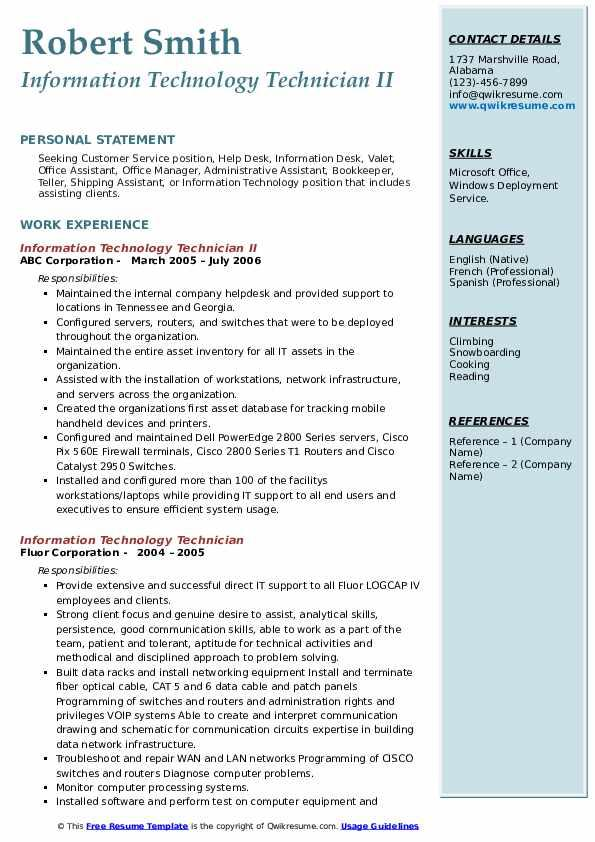 Robert Smith
Information Technology Technician II
PERSONAL STATEMENT
Seeking Customer Service position, Help Desk, Information Desk, Valet,
Office Assistant, Office Manager, Administrative Assistant, Bookkeeper,
Teller, Shipping Assistant, or Information Technology position that includes
assisting clients.
WORK EXPERIENCE
Information Technology Technician II
ABC Corporation - March 2005 – July 2006
Responsibilities:
▪ Maintained the internal company helpdesk and provided support to
locations in Tennessee and Georgia.
▪ Configured servers, routers, and switches that were to be deployed
throughout the organization.
▪ Maintained the entire asset inventory for all IT assets in the
organization.
▪ Assisted with the installation of workstations, network infrastructure,
and servers across the organization.
▪ Created the organizations first asset database for tracking mobile
handheld devices and printers.
▪ Configured and maintained Dell PowerEdge 2800 Series servers, Cisco
Pix 560E Firewall terminals, Cisco 2800 Series T1 Routers and Cisco
Catalyst 2950 Switches.
▪ Installed and configured more than 100 of the facilitys
workstations/laptops while providing IT support to all end users and
executives to ensure efficient system usage.
Information Technology Technician
Fluor Corporation - 2004 – 2005
Responsibilities:
▪ Provide extensive and successful direct IT support to all Fluor LOGCAP IV
employees and clients.
▪ Strong client focus and genuine desire to assist, analytical skills,
persistence, good communication skills, able to work as a part of the
team, patient and tolerant, aptitude for technical activities and
methodical and disciplined approach to problem solving.
▪ Built data racks and install networking equipment Install and terminate
fiber optical cable, CAT 5 and 6 data cable and patch panels
Programming of switches and routers and administration rights and
privileges VOIP systems Able to create and interpret communication
drawing and schematic for communication circuits expertise in building
data network infrastructure.
▪ Troubleshoot and repair WAN and LAN networks Programming of CISCO
switches and routers Diagnose computer problems.
▪ Monitor computer processing systems.
▪ Installed software and perform test on computer equipment and
CONTACT DETAILS
1737 Marshville Road,
Alabama
(123)-456-7899
info@qwikresume.com
www.qwikresume.com
SKILLS
Microsoft Office,
Windows Deployment
Service.
LANGUAGES
English (Native)
French (Professional)
Spanish (Professional)
INTERESTS
Climbing
Snowboarding
Cooking
Reading
REFERENCES
Reference – 1 (Company
Name)
Reference – 2 (Company
Name)
© This Free Resume Template is the copyright of Qwikresume.com. Usage Guidelines